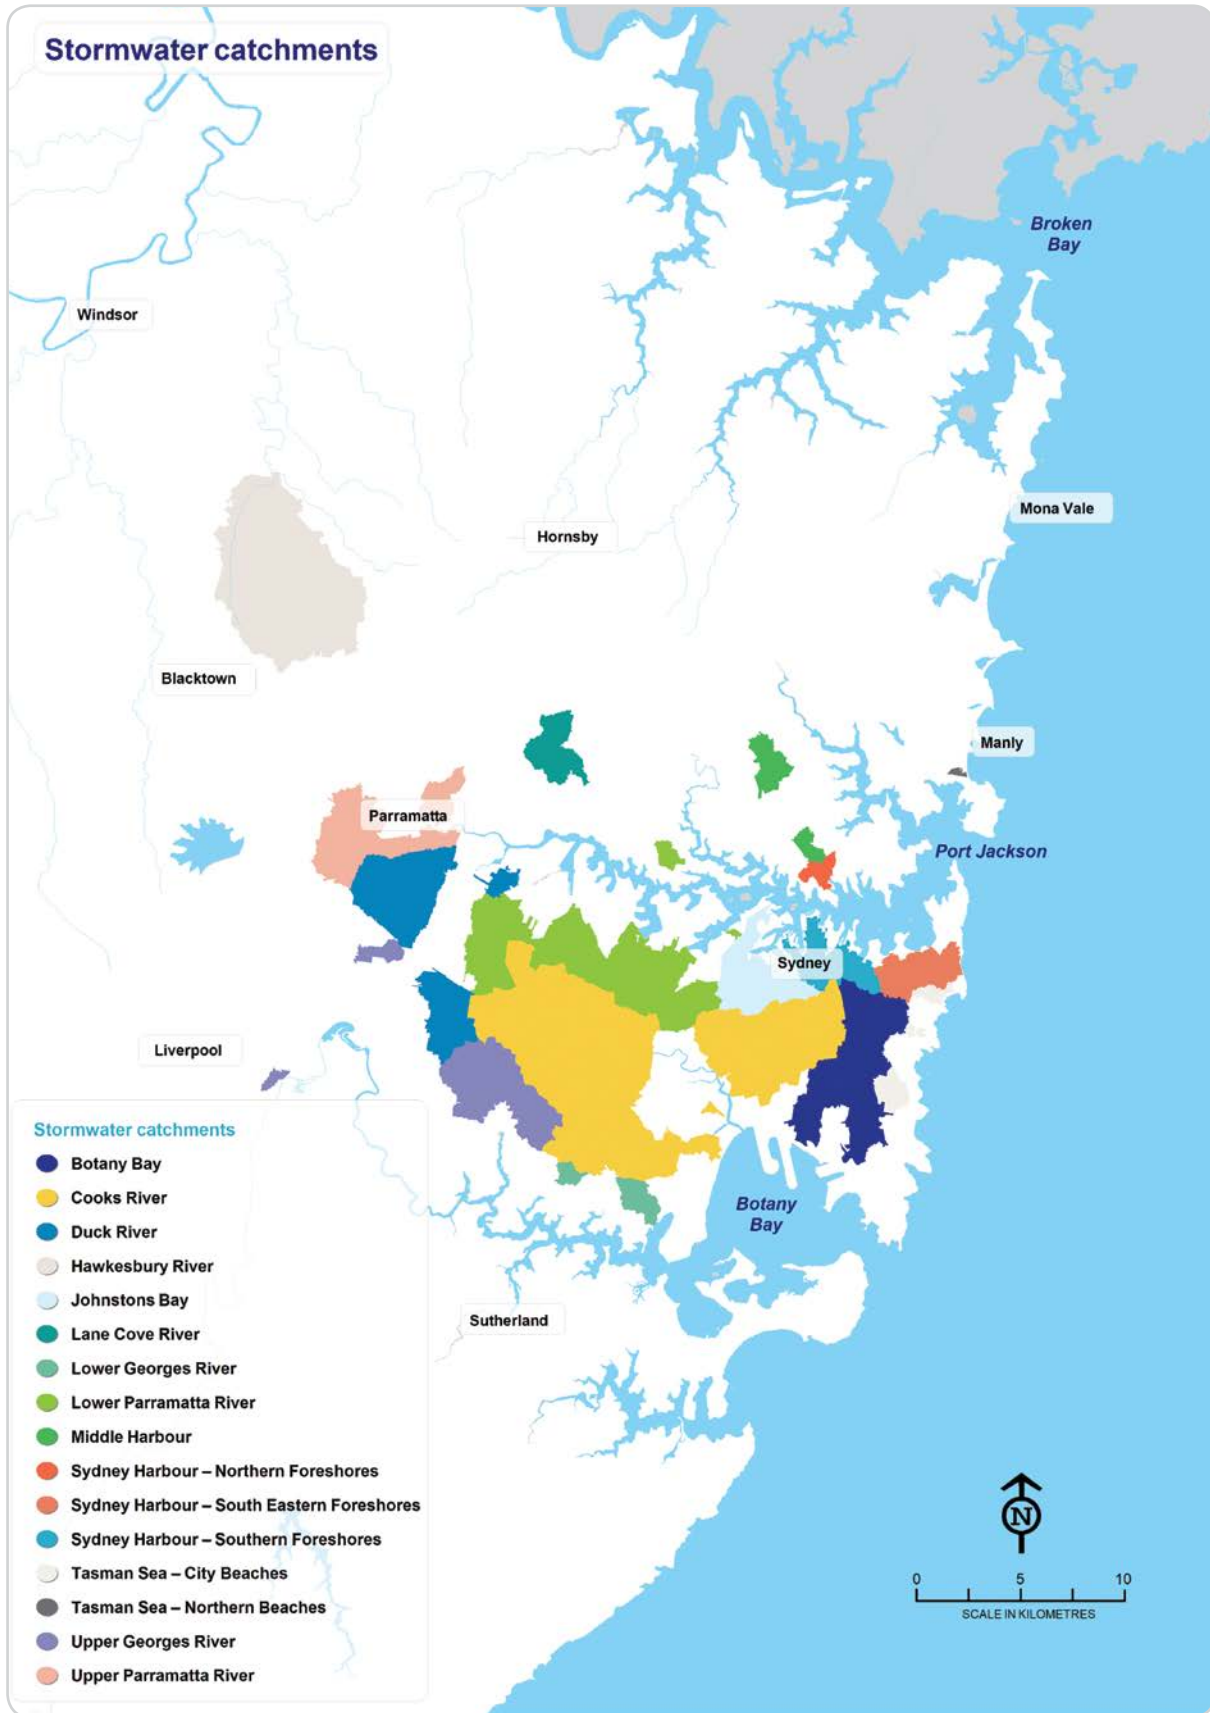 Stormwater catchments
Broken
Bay
Windsor
Mona Vale
Hornsby
Blacktown
Manly
Parramatta
Port Jackson
Sydney
Liverpool
Botany
Bay
Sutherland
Stormwater catchments
Botany Bay
Cooks River
Duck River
Hawkesbury River
Johnstons Bay
Lane Cove River
Lower Georges River
Lower Parramatta River
Middle Harbour
Sydney Harbour – Northern Foreshores
Sydney Harbour – South Eastern Foreshores
Sydney Harbour – Southern Foreshores
Tasman Sea – City Beaches
Tasman Sea – Northern Beaches
Upper Georges River
Upper Parramatta River
N
0 5 10
SCALE IN KILOMETRES